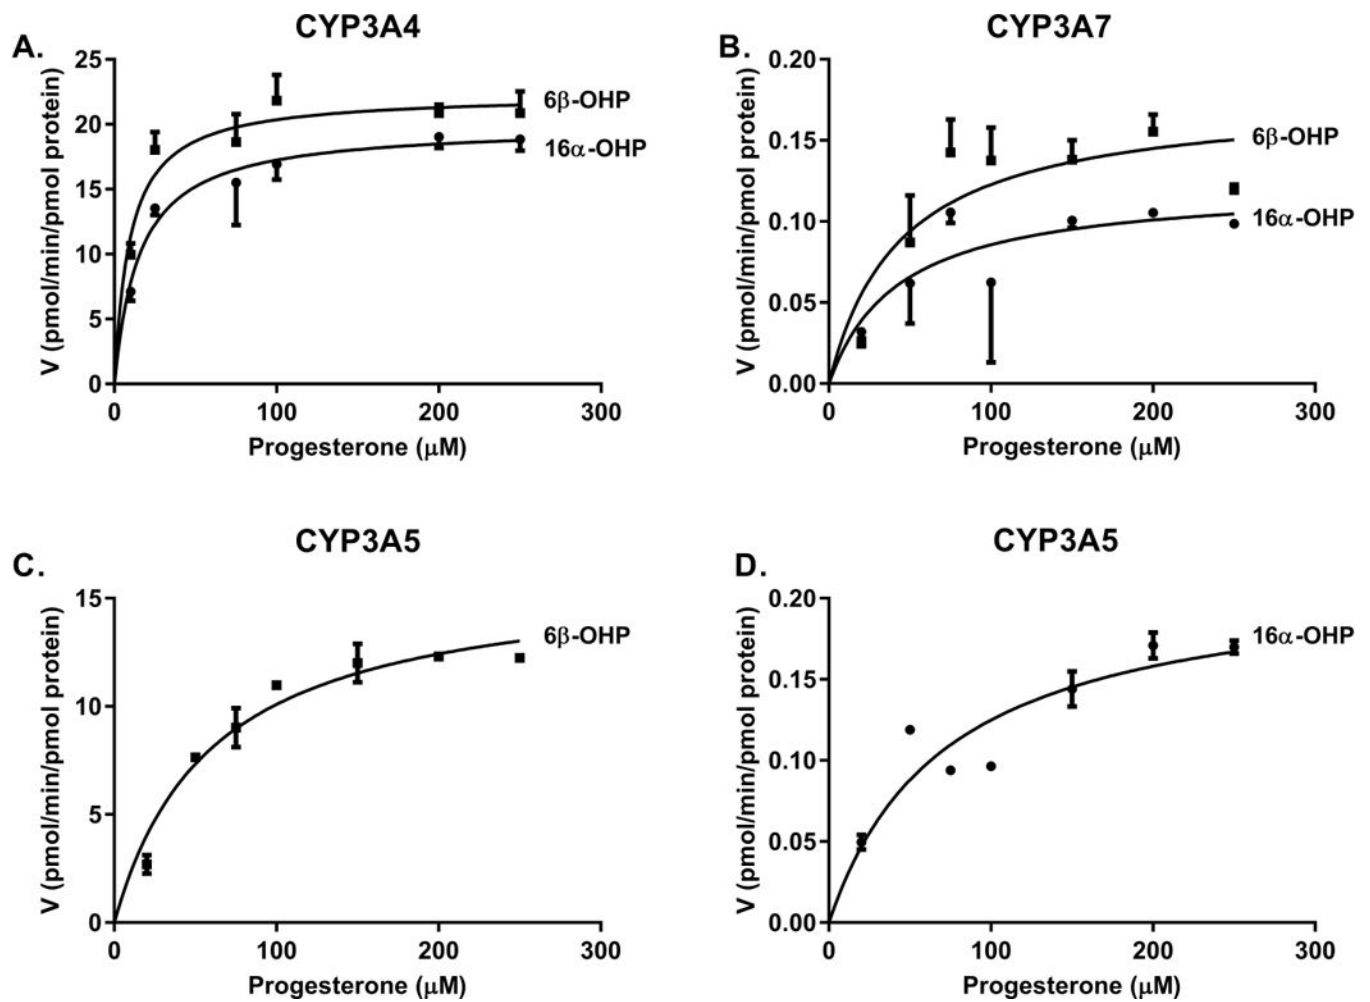 A.
CYP3A4
V (pmol/min/pmol protein)
25
20
15
10
5
0
0 100 200 300
Progesterone (μM)
6β-OHP
16α-OHP
B.
CYP3A7
V (pmol/min/pmol protein)
0.20
0.15
0.10
0.05
0.00
0 100 200 300
Progesterone (μM)
6β-OHP
16α-OHP
C.
CYP3A5
V (pmol/min/pmol protein)
15
10
5
0
0 100 200 300
Progesterone (μM)
6β-OHP
D.
CYP3A5
V (pmol/min/pmol protein)
0.20
0.15
0.10
0.05
0.00
0 100 200 300
Progesterone (μM)
16α-OHP